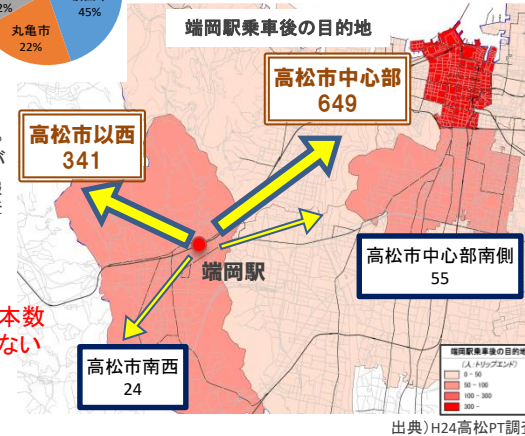 2%
45%
丸亀市
22%
端岡駅乗車後の目的地
高松市中心部
649
高松市以西
341
が
端岡駅
高松市中心部南側
55
本数
ない
高松市南西
24
端岡駅乗車後の目的地
(人:トリップエンド)
0 - 50
50 - 100
100 - 300
300 -
出典)H24高松PT調査